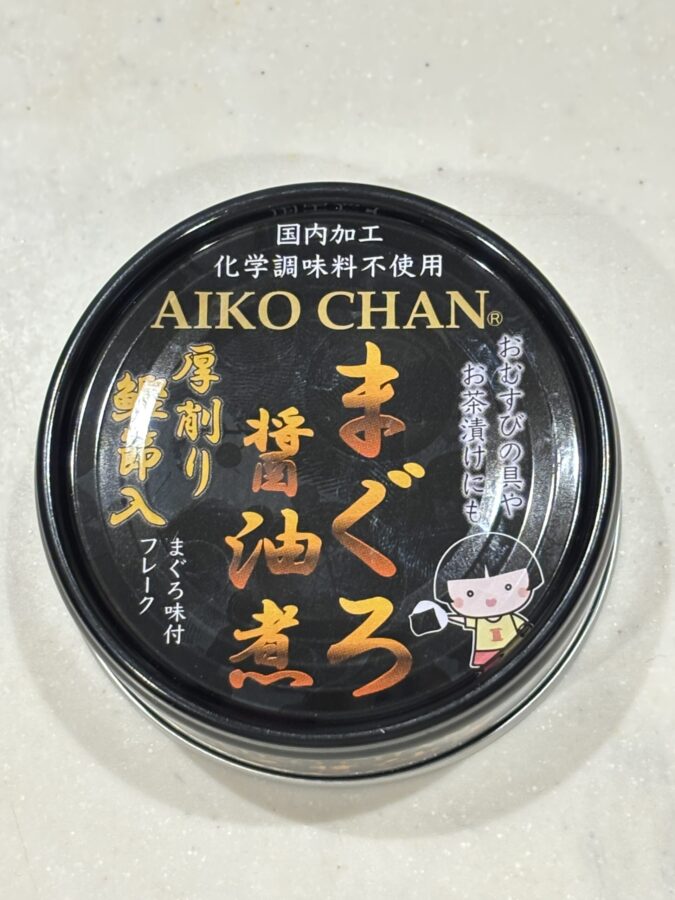 国内加工
化学調味料不使用
AIKO CHAN®
おむすびの具や
お茶漬けにも
まぐろ
醤油煮
厚削り
鰹節入
まぐろ味付
フレーク